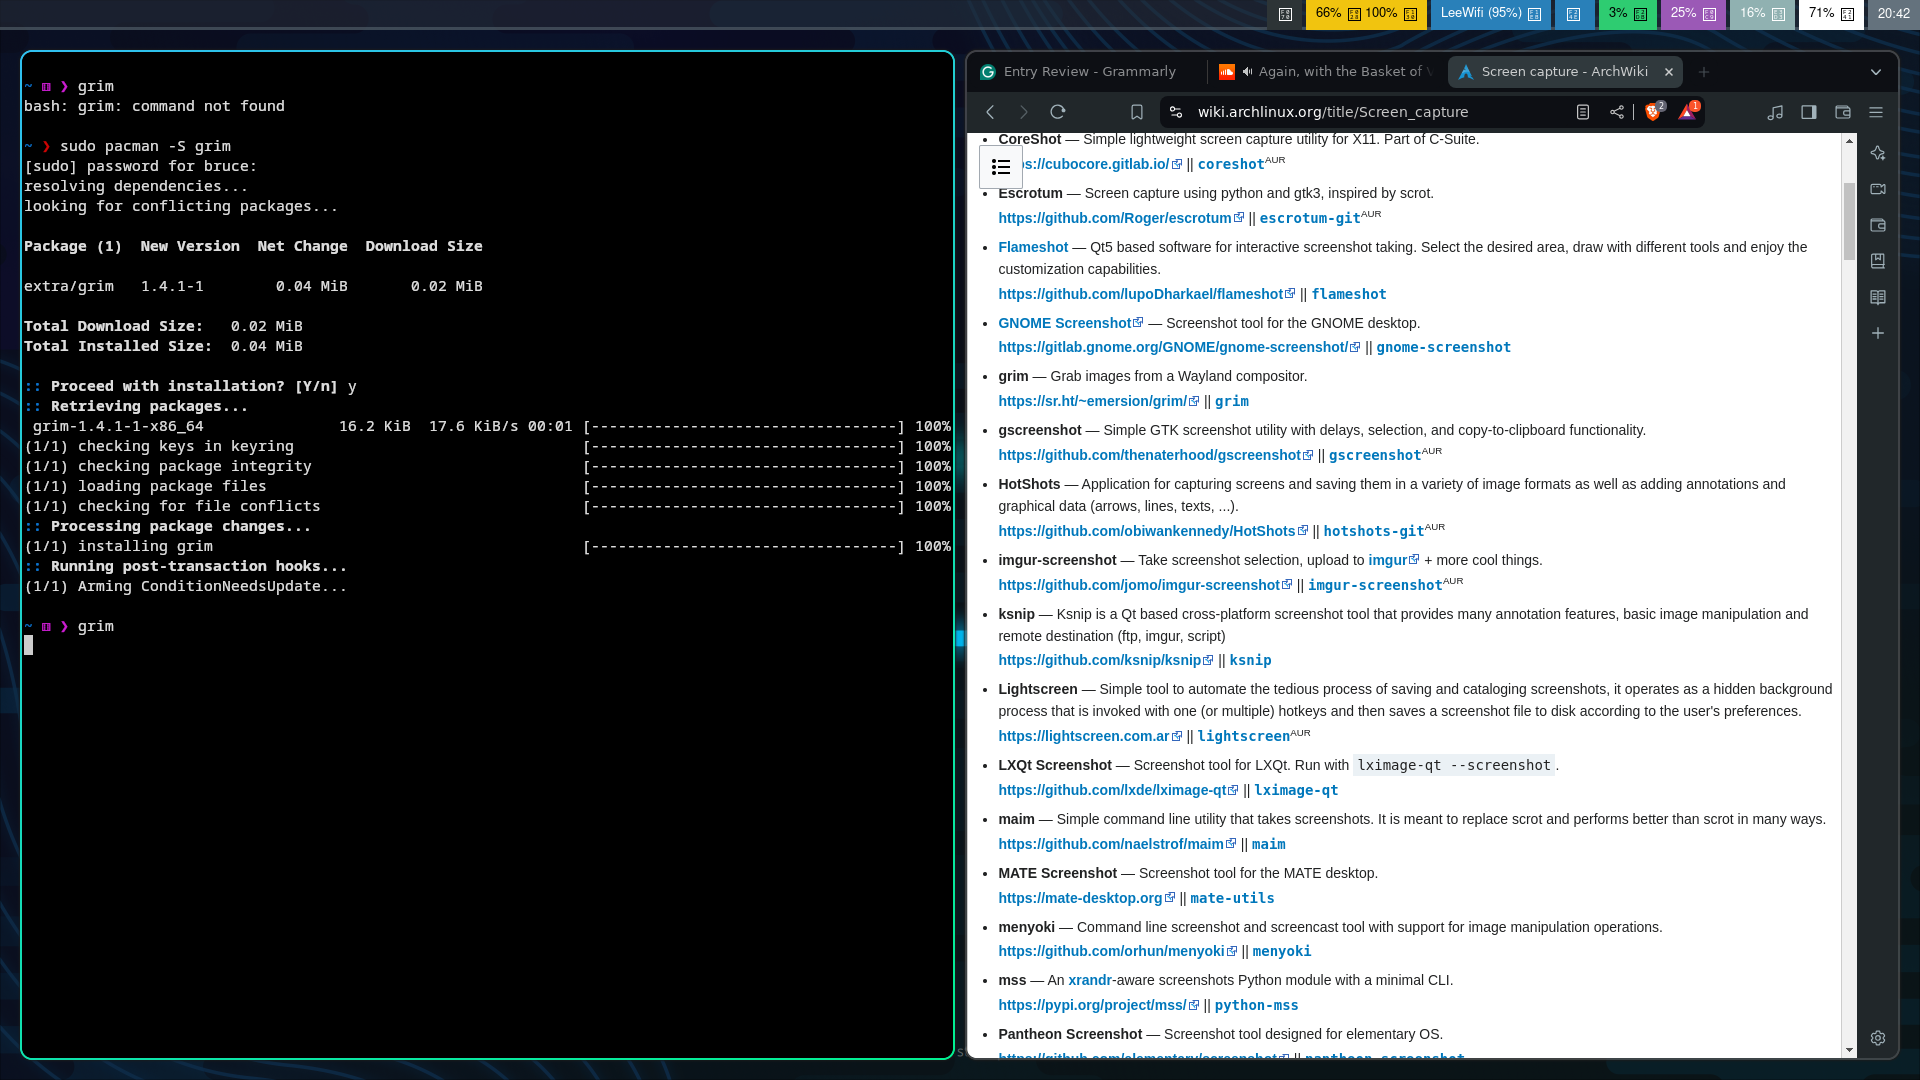 66% 100% LeeWifi (95%) 3% 25% 16% 71% 20:42
~ ❯ grim
bash: grim: command not found
~ ❯ sudo pacman -S grim
[sudo] password for bruce:
resolving dependencies...
looking for conflicting packages...
Package (1)  New Version  Net Change  Download Size
extra/grim   1.4.1-1        0.04 MiB       0.02 MiB
Total Download Size:   0.02 MiB
Total Installed Size:  0.04 MiB
:: Proceed with installation? [Y/n] y
:: Retrieving packages...
grim-1.4.1-1-x86_64               16.2 KiB  17.6 KiB/s 00:01 [----------------------------------] 100%
(1/1) checking keys in keyring                                [----------------------------------] 100%
(1/1) checking package integrity                              [----------------------------------] 100%
(1/1) loading package files                                   [----------------------------------] 100%
(1/1) checking for file conflicts                             [----------------------------------] 100%
:: Processing package changes...
(1/1) installing grim                                         [----------------------------------] 100%
:: Running post-transaction hooks...
(1/1) Arming ConditionNeedsUpdate...
~ ❯ grim
Entry Review - Grammarly
Again, with the Basket of
Screen capture - ArchWiki
wiki.archlinux.org/title/Screen_capture
2
1
CoreShot — Simple lightweight screen capture utility for X11. Part of C-Suite.
s://cubocore.gitlab.io/ || coreshotAUR
Escrotum — Screen capture using python and gtk3, inspired by scrot.
https://github.com/Roger/escrotum || escrotum-gitAUR
Flameshot — Qt5 based software for interactive screenshot taking. Select the desired area, draw with different tools and enjoy the
customization capabilities.
https://github.com/lupoDharkael/flameshot || flameshot
GNOME Screenshot — Screenshot tool for the GNOME desktop.
https://gitlab.gnome.org/GNOME/gnome-screenshot/ || gnome-screenshot
grim — Grab images from a Wayland compositor.
https://sr.ht/~emersion/grim/ || grim
gscreenshot — Simple GTK screenshot utility with delays, selection, and copy-to-clipboard functionality.
https://github.com/thenaterhood/gscreenshot || gscreenshotAUR
HotShots — Application for capturing screens and saving them in a variety of image formats as well as adding annotations and
graphical data (arrows, lines, texts, ...).
https://github.com/obiwankennedy/HotShots || hotshots-gitAUR
imgur-screenshot — Take screenshot selection, upload to imgur + more cool things.
https://github.com/jomo/imgur-screenshot || imgur-screenshotAUR
ksnip — Ksnip is a Qt based cross-platform screenshot tool that provides many annotation features, basic image manipulation and
remote destination (ftp, imgur, script)
https://github.com/ksnip/ksnip || ksnip
Lightscreen — Simple tool to automate the tedious process of saving and cataloging screenshots, it operates as a hidden background
process that is invoked with one (or multiple) hotkeys and then saves a screenshot file to disk according to the user's preferences.
https://lightscreen.com.ar || lightscreenAUR
LXQt Screenshot — Screenshot tool for LXQt. Run with lximage-qt --screenshot .
https://github.com/lxde/lximage-qt || lximage-qt
maim — Simple command line utility that takes screenshots. It is meant to replace scrot and performs better than scrot in many ways.
https://github.com/naelstrof/maim || maim
MATE Screenshot — Screenshot tool for the MATE desktop.
https://mate-desktop.org || mate-utils
menyoki — Command line screenshot and screencast tool with support for image manipulation operations.
https://github.com/orhun/menyoki || menyoki
mss — An xrandr-aware screenshots Python module with a minimal CLI.
https://pypi.org/project/mss/ || python-mss
Pantheon Screenshot — Screenshot tool designed for elementary OS.
https://github.com/elementary/screenshot || pantheon-screenshot